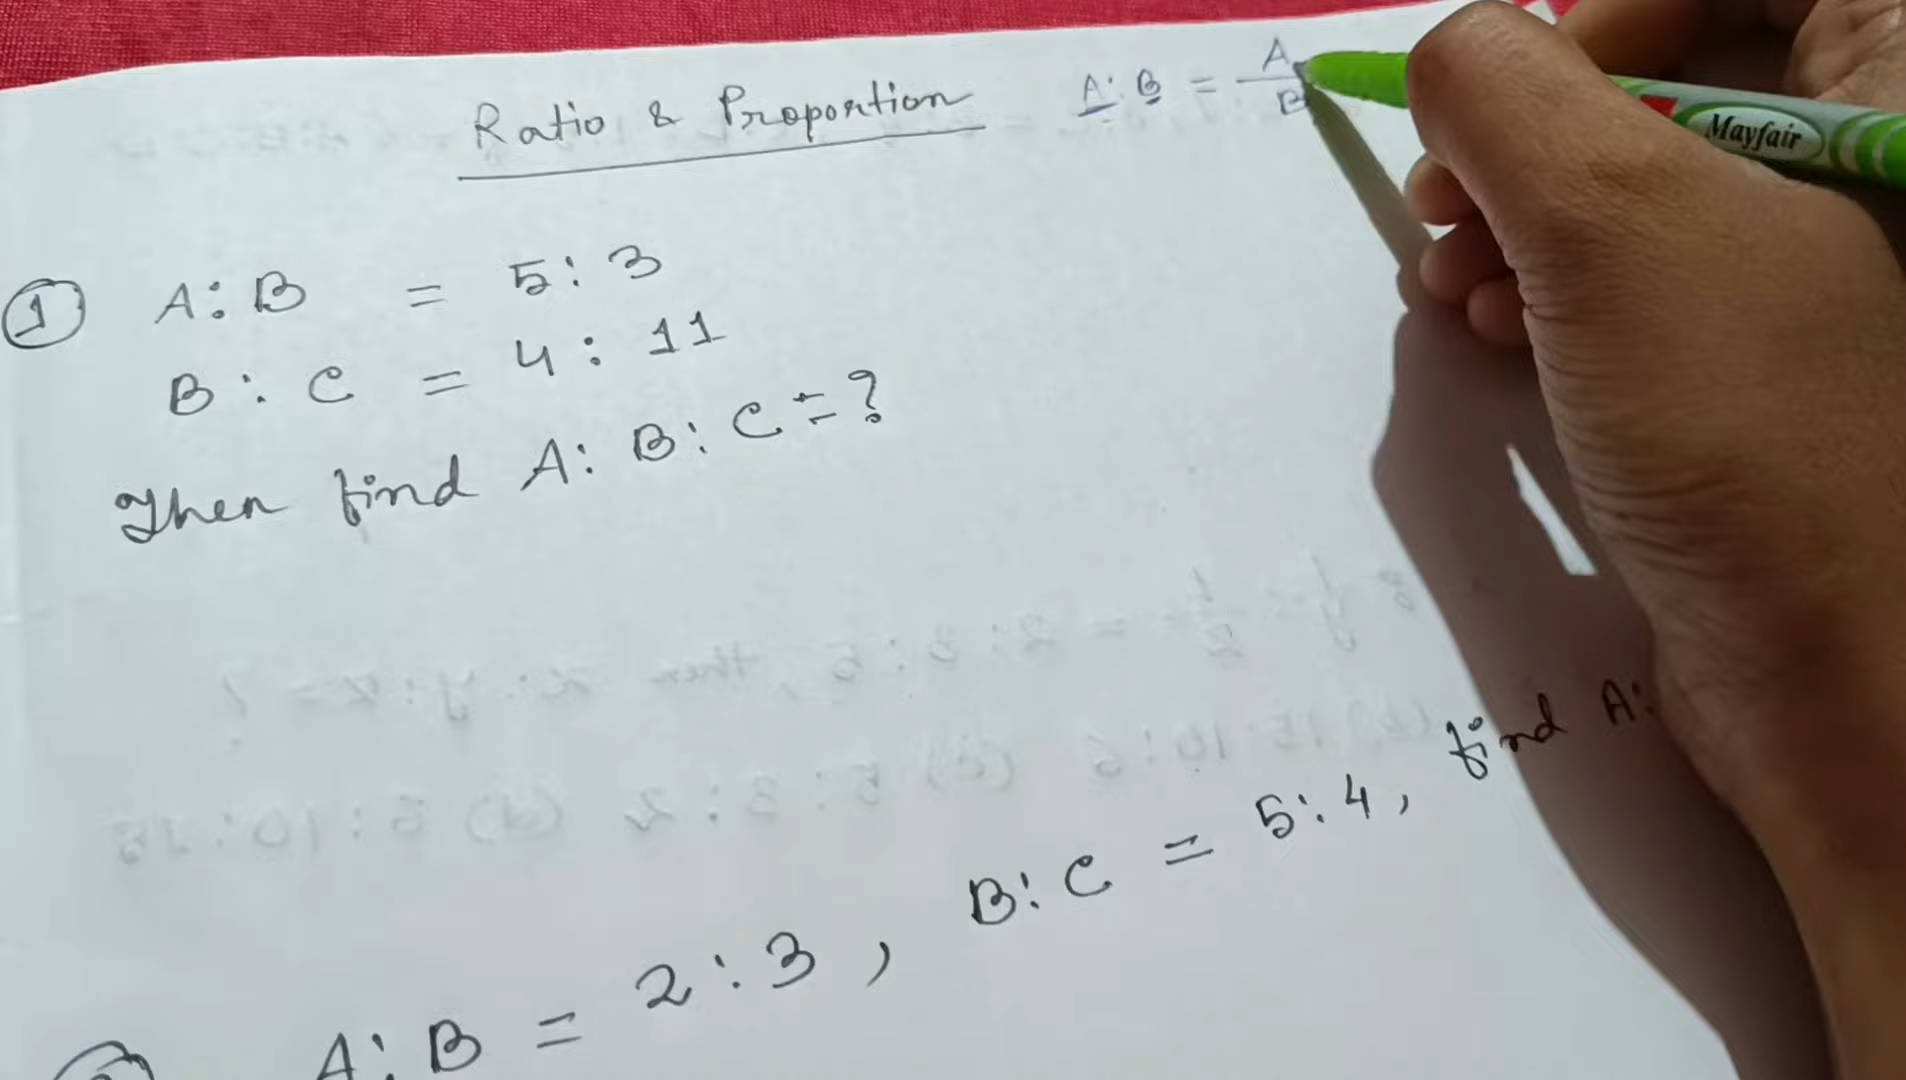 Ratio & Proportion A:B = A/B
Mayfair
1 A:B = 5:3
B:C = 4:11
Then find A:B:C=?
A:B = 2:3, B:C = 5:4, find A: